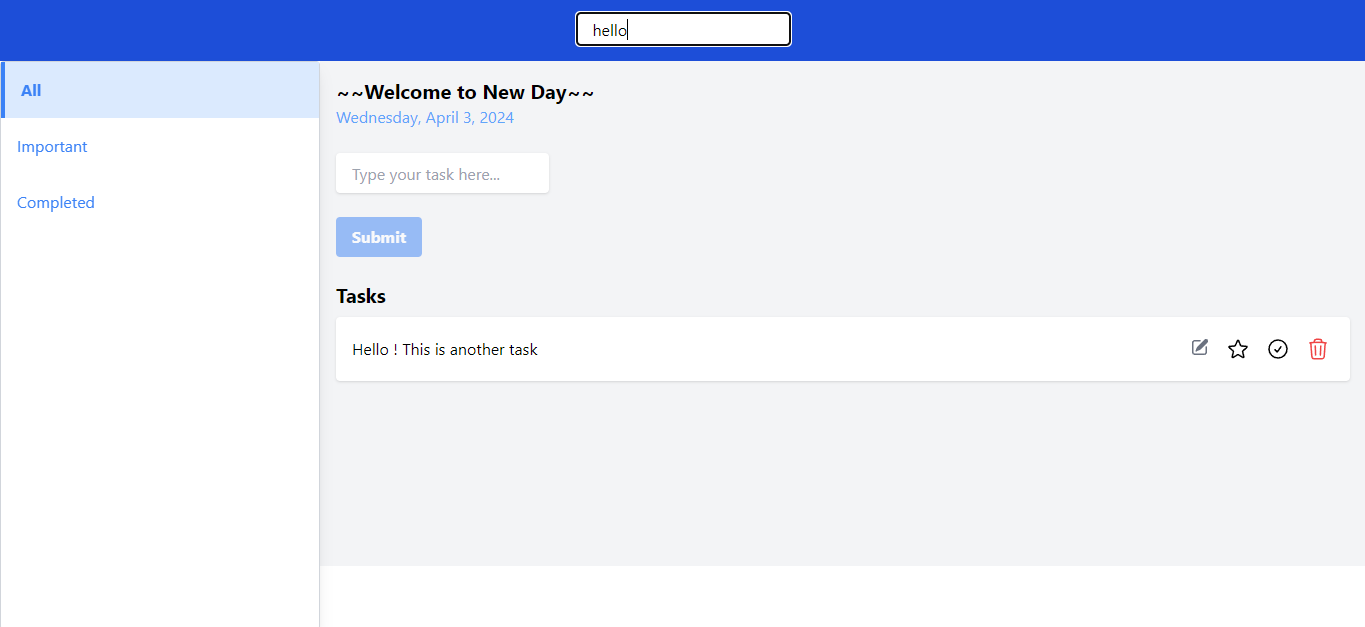 hello
All
Important
Completed
~~Welcome to New Day~~
Wednesday, April 3, 2024
Type your task here...
Submit
Tasks
Hello ! This is another task